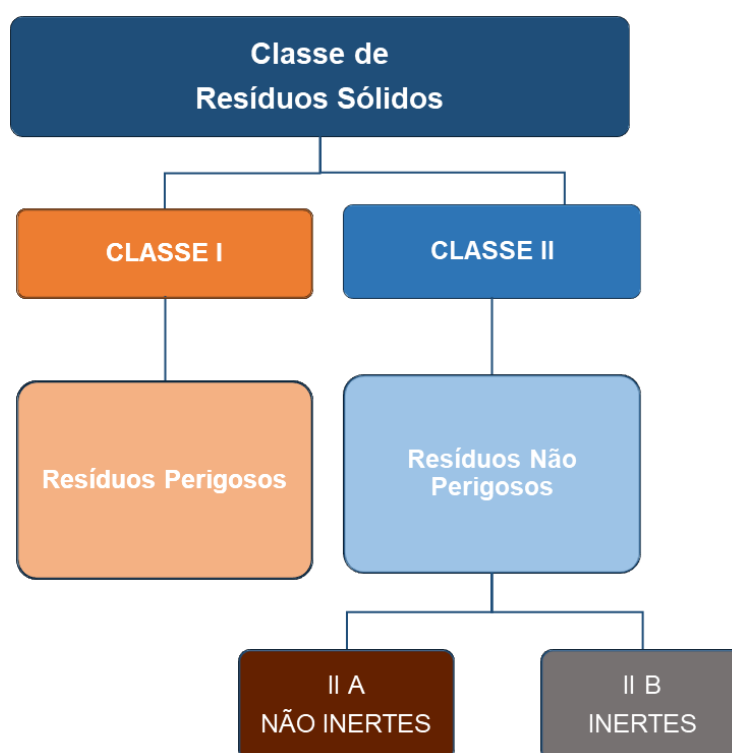 Classe de
Resíduos Sólidos
CLASSE I
CLASSE II
Resíduos Perigosos
Resíduos Não
Perigosos
II A
NÃO INERTES
II B
INERTES